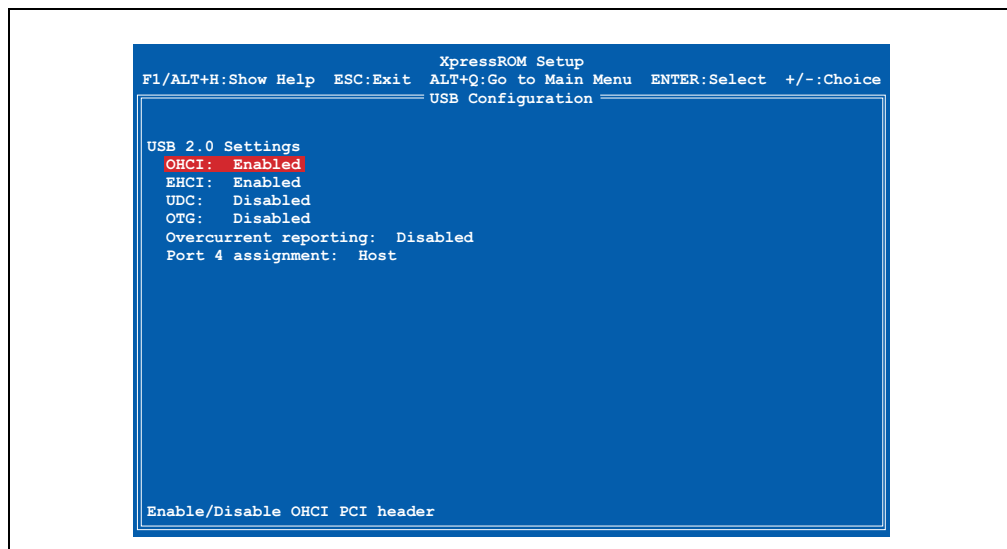 XpressROM Setup
F1/ALT+H:Show Help ESC:Exit ALT+Q:Go to Main Menu ENTER:Select +/-:Choice
USB Configuration
USB 2.0 Settings
OHCI: Enabled
EHCI: Enabled
UDC: Disabled
OTG: Disabled
Overcurrent reporting: Disabled
Port 4 assignment: Host
Enable/Disable OHCI PCI header